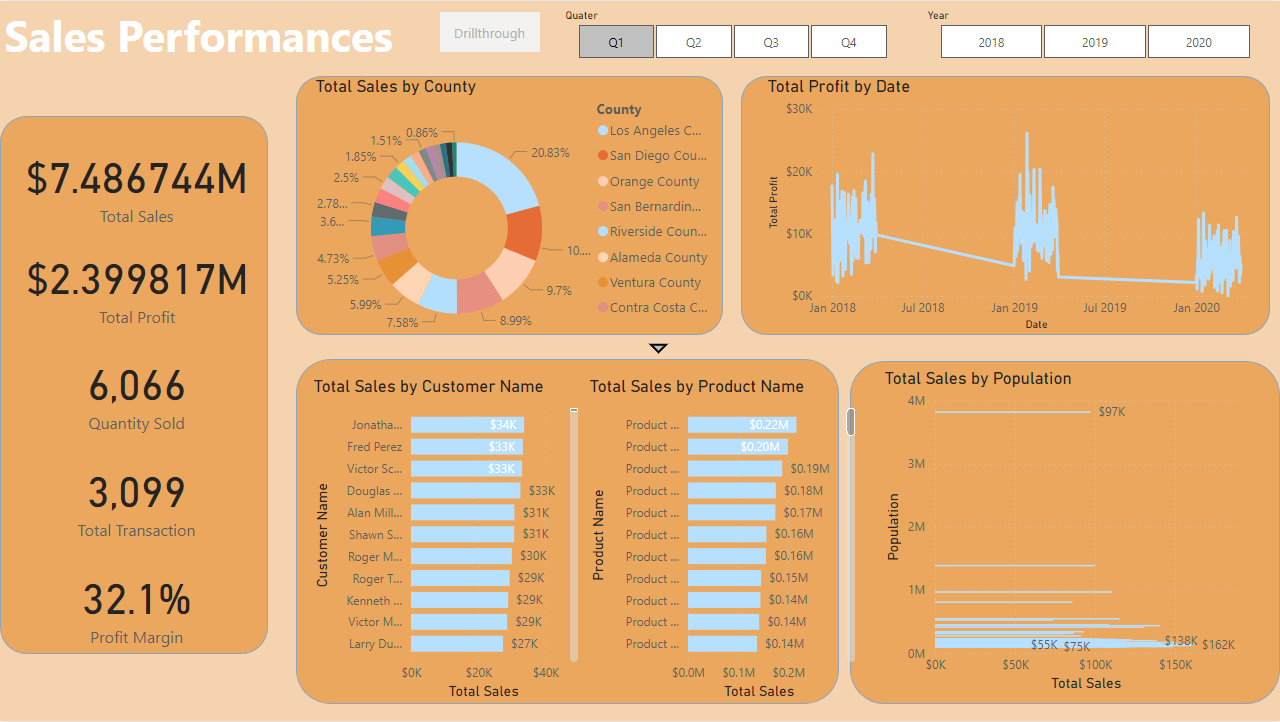 Sales Performances
Drillthrough
Quater
Q1 Q2 Q3 Q4
Year
2018 2019 2020
$7.486744M
Total Sales
$2.399817M
Total Profit
6,066
Quantity Sold
3,099
Total Transaction
32.1%
Profit Margin
Total Sales by County
20.83%
10....
9.7%
8.99%
7.58%
5.99%
5.25%
4.73%
3.6...
2.78...
2.5%
1.85%
1.51%
0.86%
County
Los Angeles C...
San Diego Cou...
Orange County
San Bernardin...
Riverside Coun...
Alameda County
Ventura County
Contra Costa C...
Total Profit by Date
Total Profit
$30K
$20K
$10K
$0K
Jan 2018 Jul 2018 Jan 2019 Jul 2019 Jan 2020
Date
Total Sales by Customer Name
Customer Name
Jonatha... $34K
Fred Perez $33K
Victor Sc... $33K
Douglas ... $33K
Alan Mill... $31K
Shawn S... $31K
Roger M... $30K
Roger T... $29K
Kenneth ... $29K
Victor M... $29K
Larry Du... $27K
$0K $20K $40K
Total Sales
Total Sales by Product Name
Product Name
Product ... $0.22M
Product ... $0.20M
Product ... $0.19M
Product ... $0.18M
Product ... $0.17M
Product ... $0.16M
Product ... $0.16M
Product ... $0.15M
Product ... $0.14M
Product ... $0.14M
Product ... $0.14M
$0.0M $0.1M $0.2M
Total Sales
Total Sales by Population
Population
4M
3M
2M
1M
0M
$97K
$55K $75K $138K $162K
$0K $50K $100K $150K
Total Sales